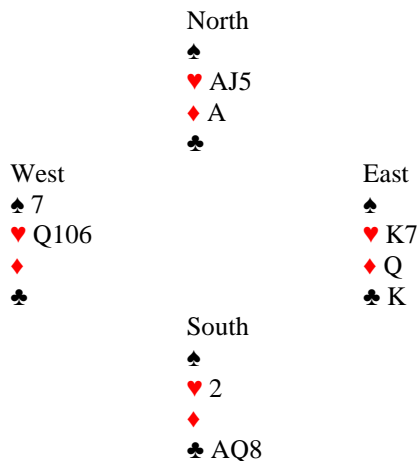 North
♠
♥ AJ5
♦ A
♣
West
♠ 7
♥ Q106
♦
♣
East
♠
♥ K7
♦ Q
♣ K
South
♠
♥ 2
♦
♣ AQ8